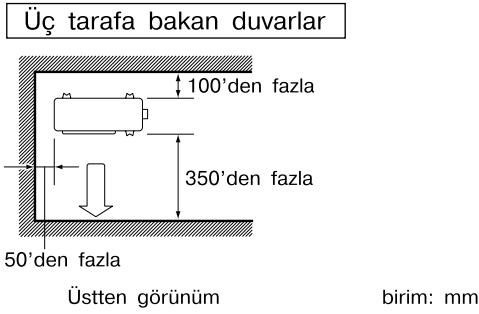 Üç tarafa bakan duvarlar
100’den fazla
350’den fazla
50’den fazla
Üstten görünüm
birim: mm